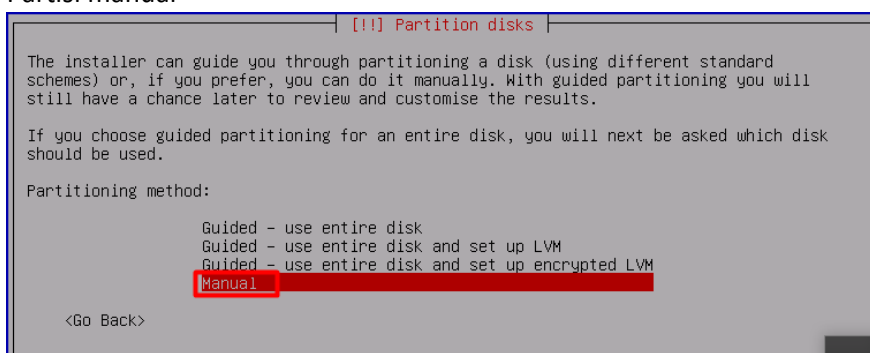 [!!] Partition disks
The installer can guide you through partitioning a disk (using different standard
schemes) or, if you prefer, you can do it manually. With guided partitioning you will
still have a chance later to review and customise the results.
If you choose guided partitioning for an entire disk, you will next be asked which disk
should be used.
Partitioning method:
Guided - use entire disk
Guided - use entire disk and set up LVM
Guided - use entire disk and set up encrypted LVM
Manual
<Go Back>